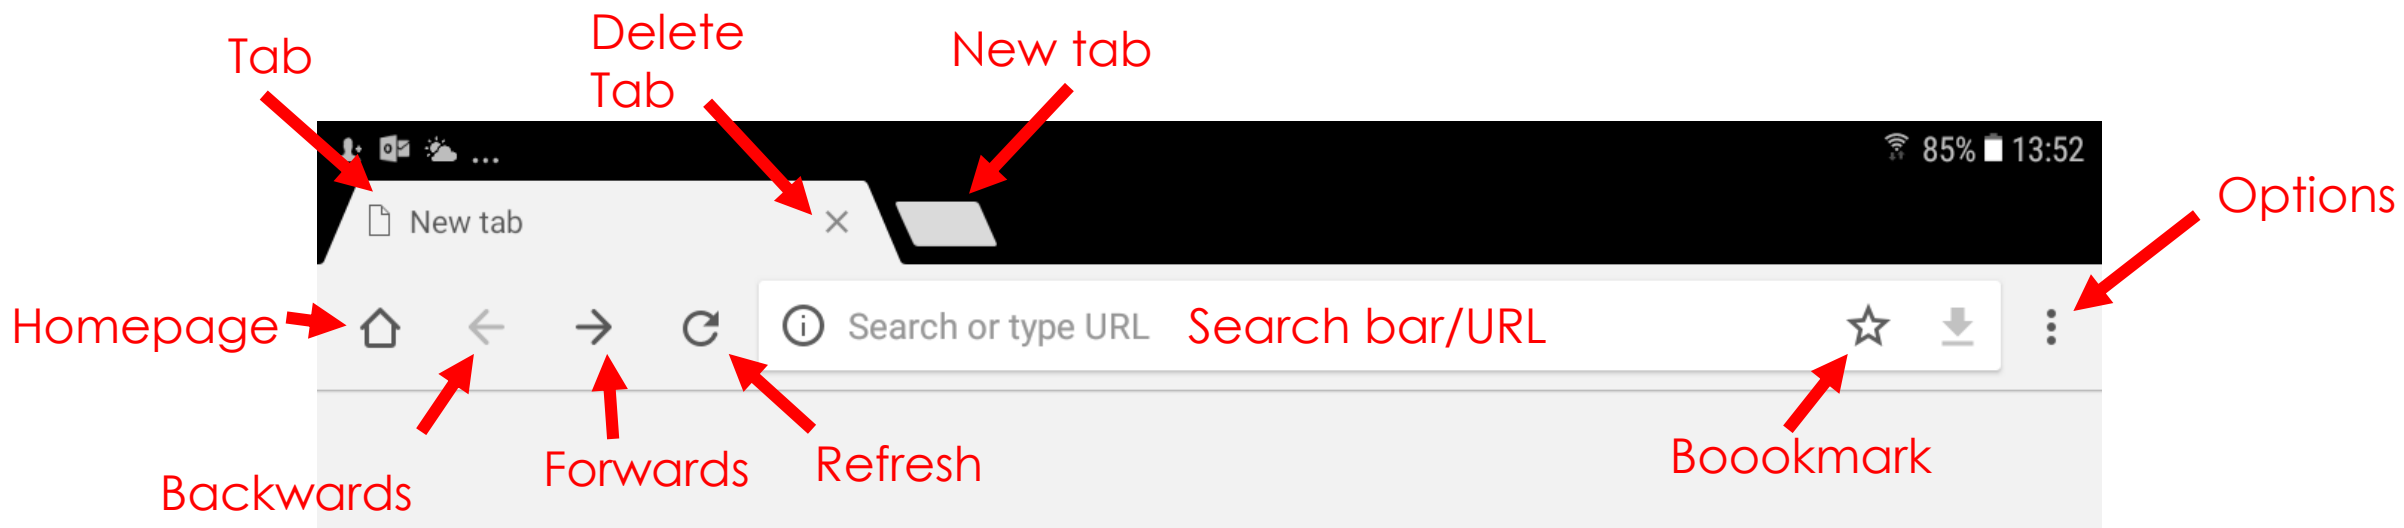 Tab
Delete
Tab
New tab
85% 13:52
Options
New tab
Homepage
Search or type URL
Search bar/URL
Backwards
Forwards
Refresh
Boookmark